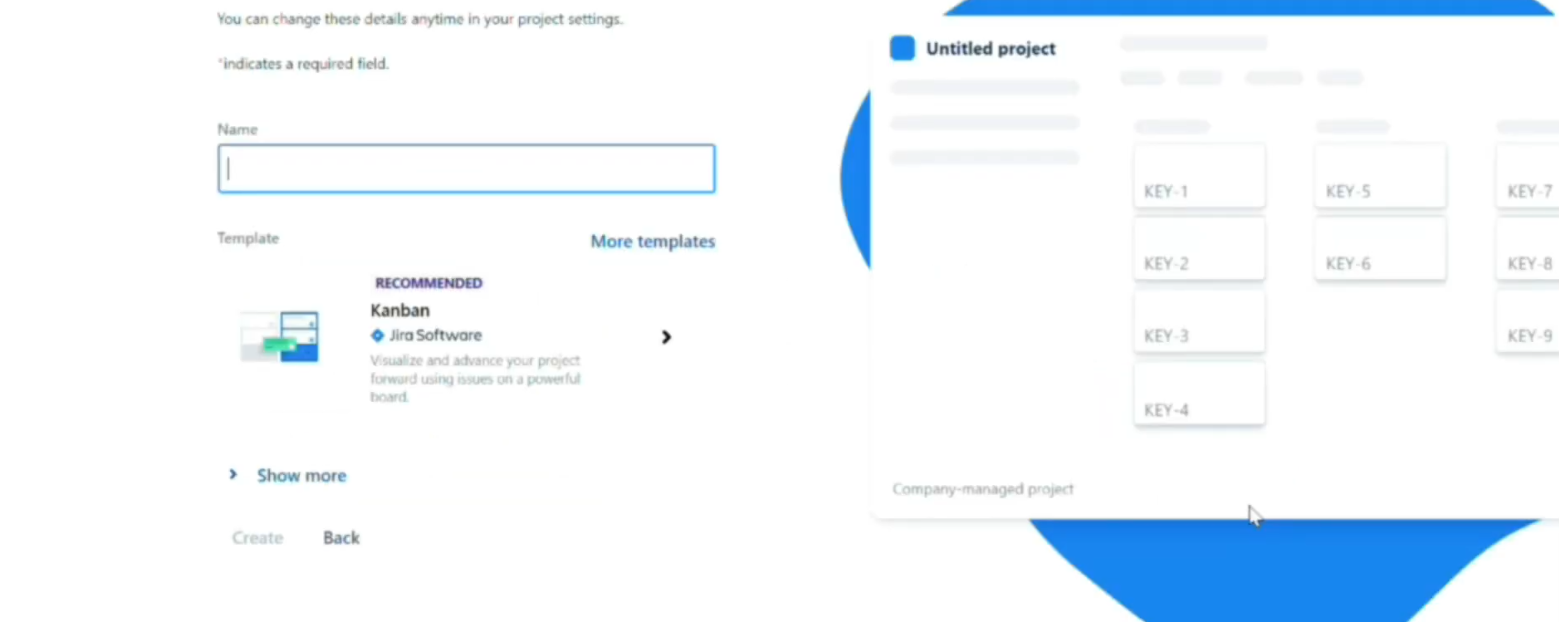 You can change these details anytime in your project settings.
*indicates a required field.
Name
Template
More templates
RECOMMENDED
Kanban
Jira Software
Visualize and advance your project
forward using issues on a powerful
board.
Show more
Create
Back
Untitled project
KEY-1
KEY-5
KEY-7
KEY-2
KEY-6
KEY-8
KEY-3
KEY-9
KEY-4
Company-managed project